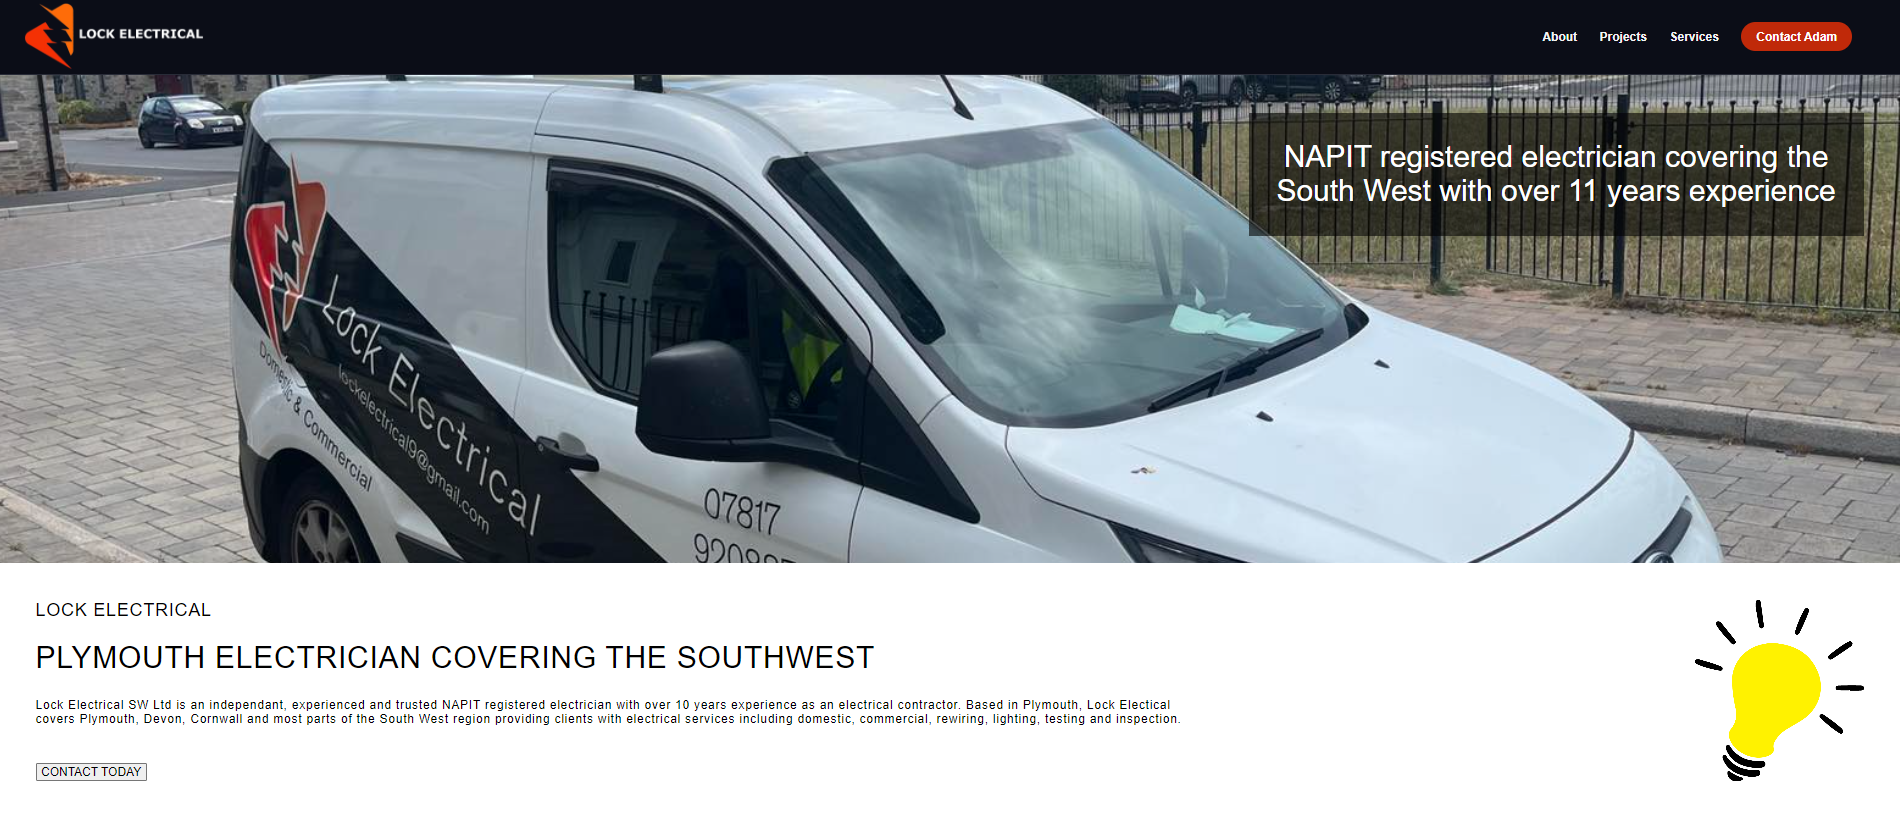 LOCK ELECTRICAL
About
Projects
Services
Contact Adam
NAPIT registered electrician covering the
South West with over 11 years experience
Lock Electrical
lockelectrical9@gmail.com
Domestic & Commercial
07817
LOCK ELECTRICAL
PLYMOUTH ELECTRICIAN COVERING THE SOUTHWEST
Lock Electrical SW Ltd is an independant, experienced and trusted NAPIT registered electrician with over 10 years experience as an electrical contractor. Based in Plymouth, Lock Electical
covers Plymouth, Devon, Cornwall and most parts of the South West region providing clients with electrical services including domestic, commercial, rewiring, lighting, testing and inspection.
CONTACT TODAY